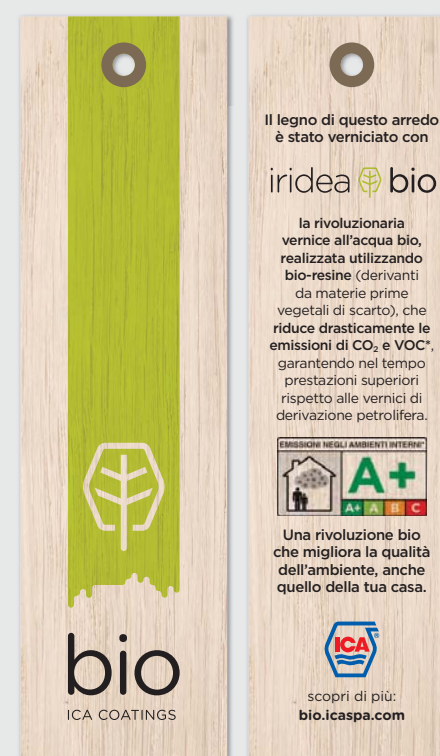 bio
ICA COATINGS
Il legno di questo arredo
è stato verniciato con
iridea bio
la rivoluzionaria
vernice all'acqua bio,
realizzata utilizzando
bio-resine (derivanti
da materie prime
vegetali di scarto), che
riduce drasticamente le
emissioni di CO₂ e VOC*,
garantendo nel tempo
prestazioni superiori
rispetto alle vernici di
derivazione petrolifera.
EMISSIONI NEGLI AMBIENTI INTERNI*
A+
A+ A B C
Una rivoluzione bio
che migliora la qualità
dell'ambiente, anche
quello della tua casa.
ICA®
scopri di più:
bio.icaspa.com